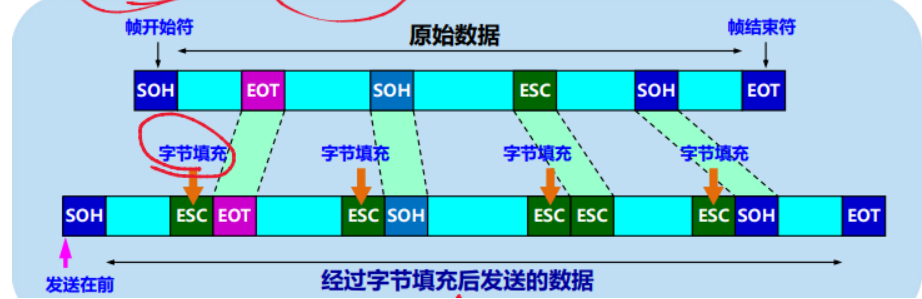 帧开始符
原始数据
帧结束符
SOH EOT SOH ESC SOH EOT
字节填充 字节填充 字节填充 字节填充
SOH ESC EOT ESC SOH ESC ESC ESC SOH EOT
发送在前
经过字节填充后发送的数据